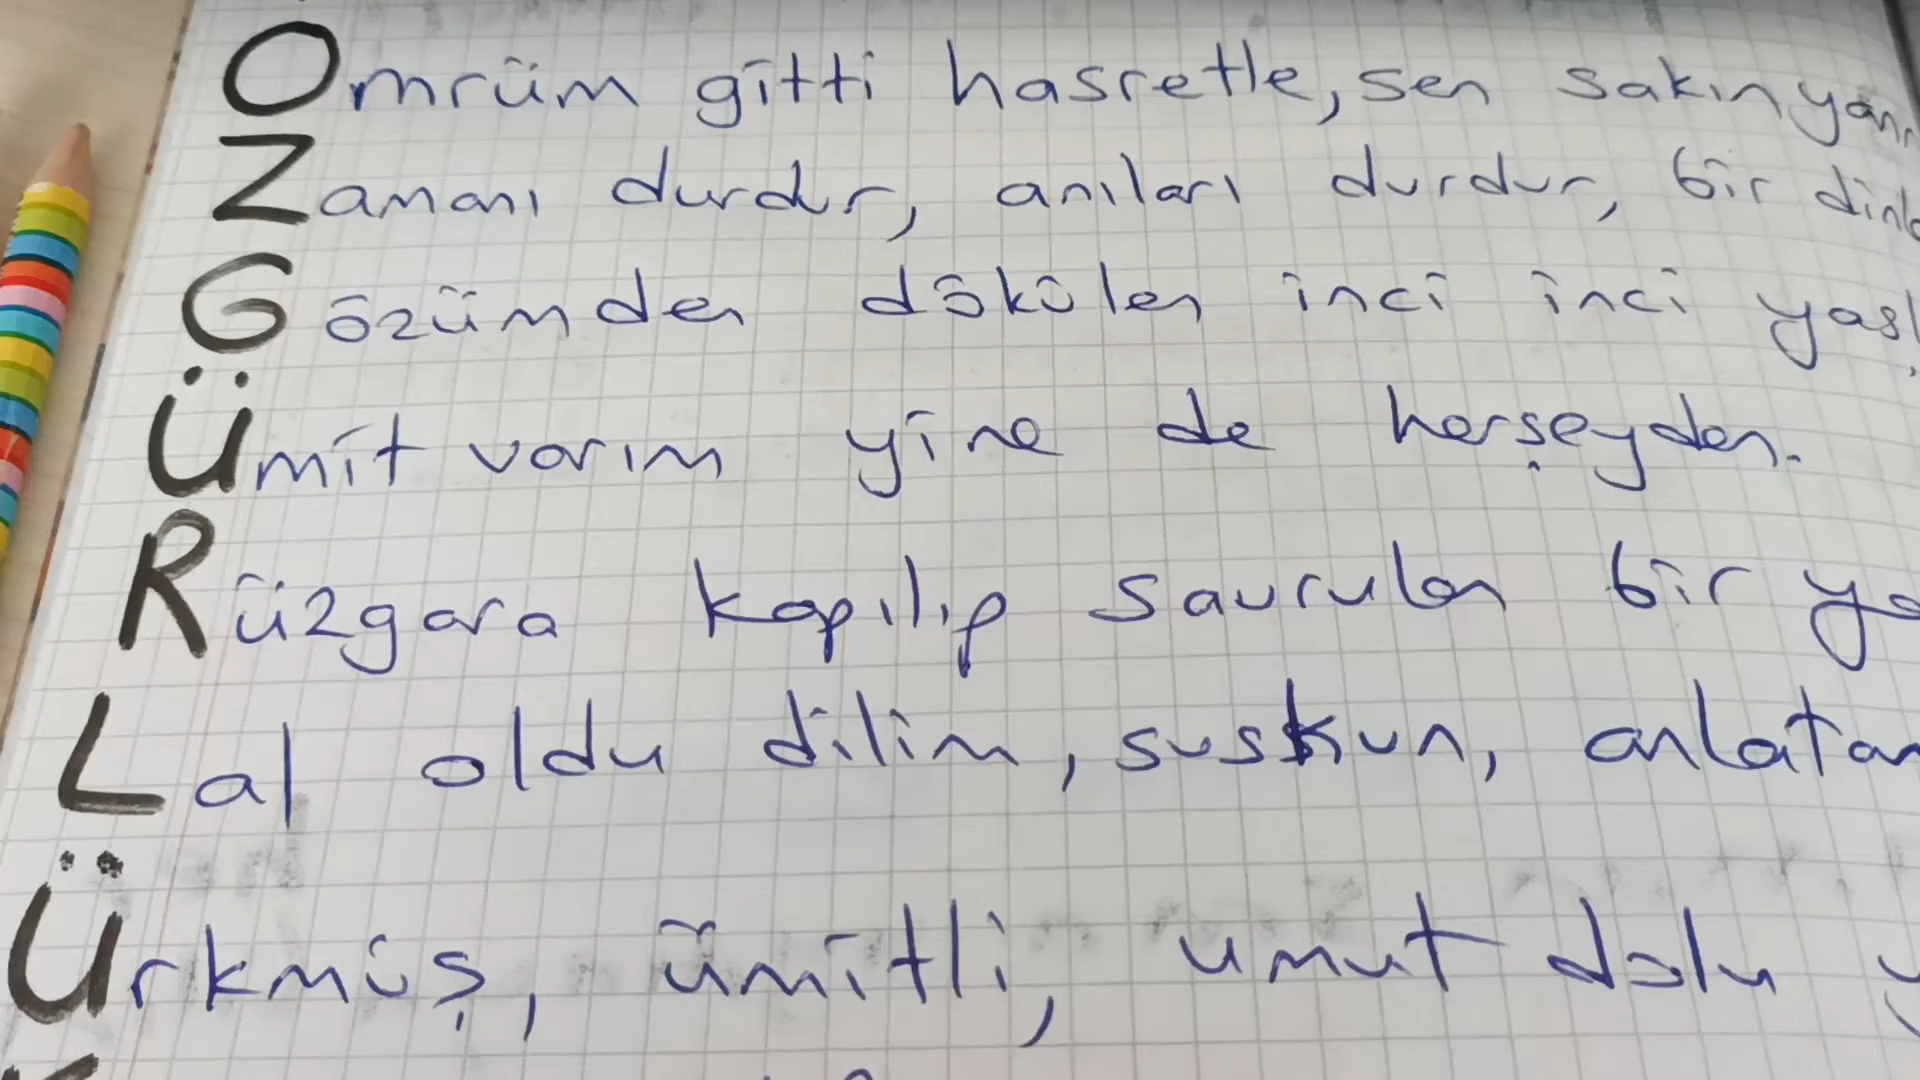 Ömrüm gitti hasretle, sen sakın
Zamanı durdur, anıları durdur, bir
Gözümden dökülen inci inci
Ümit varım yine de herşeyden.
Rüzgara kapılıp savrulan bir
Lal oldu dilim, suskun,
Ürkmüş, ümitli, umut dolu